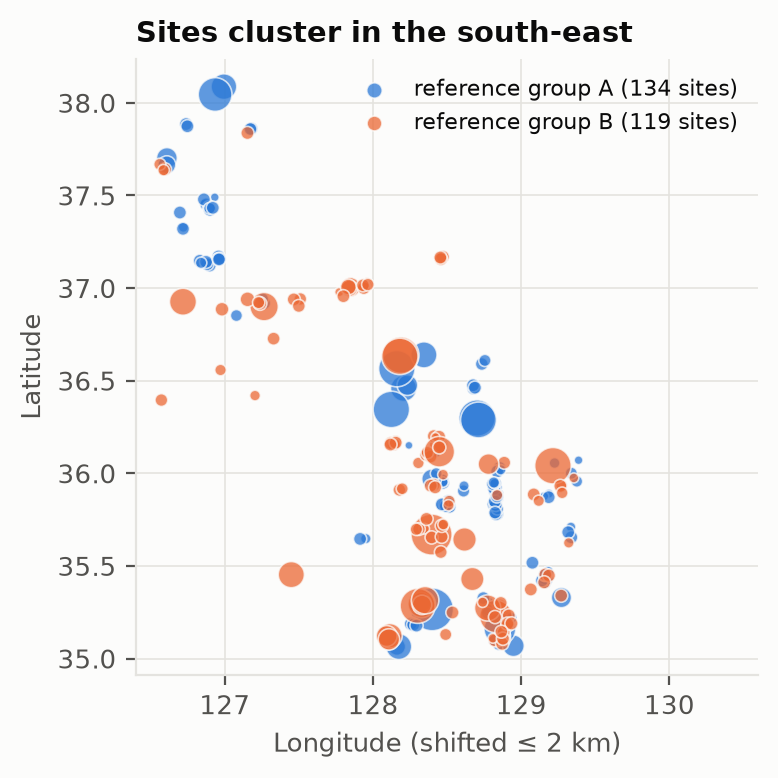 Sites cluster in the south-east
reference group A (134 sites)
reference group B (119 sites)
38.0
37.5
37.0
36.5
36.0
35.5
35.0
Latitude
127
128
129
130
Longitude (shifted ≤ 2 km)